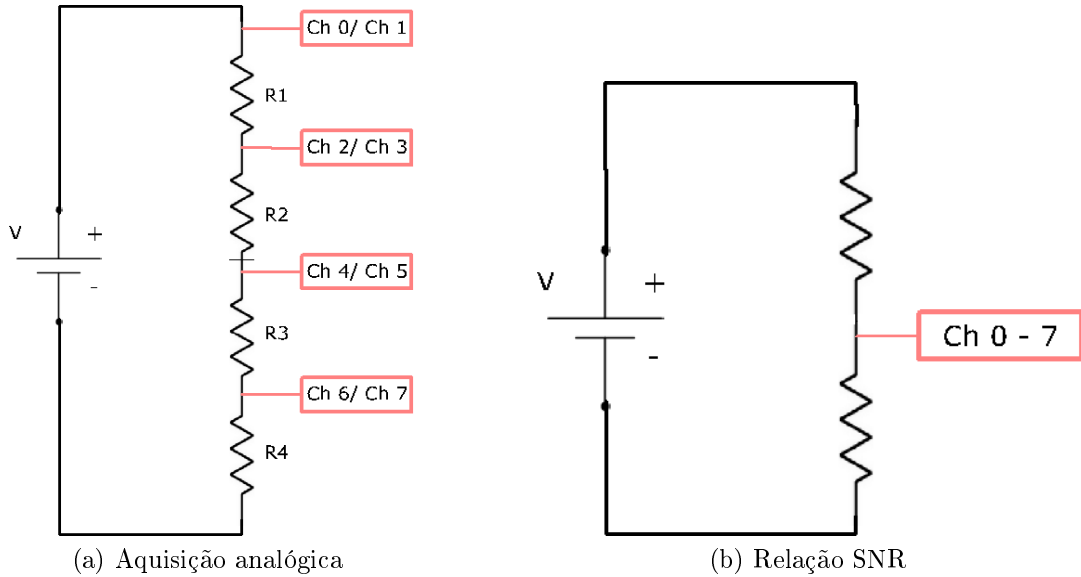 Ch 0/ Ch 1
R1
Ch 2/ Ch 3
R2
V
+
-
Ch 4/ Ch 5
R3
Ch 6/ Ch 7
R4
(a) Aquisição analógica
V
+
-
Ch 0 - 7
(b) Relação SNR